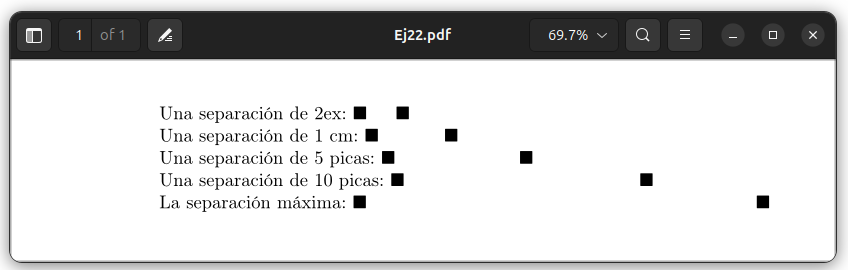 1 of 1 Ej22.pdf 69.7%
Una separación de 2ex: ■ ■
Una separación de 1 cm: ■ ■
Una separación de 5 picas: ■ ■
Una separación de 10 picas: ■ ■
La separación máxima: ■ ■